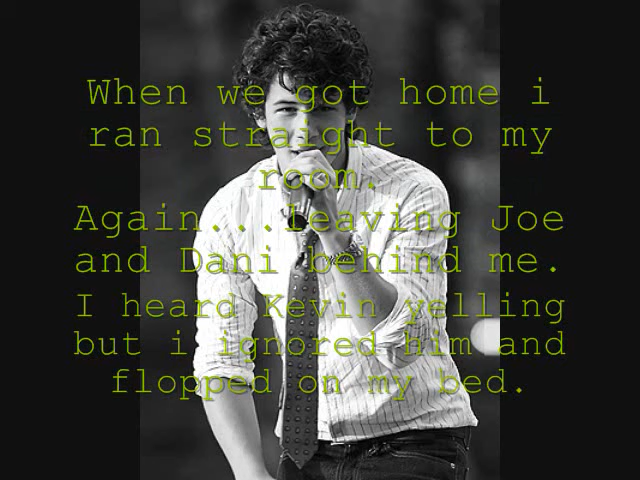 When we got home i
ran straight to my
room.
Again...leaving Joe
and Dani behind me.
I heard Kevin yelling
but i ignored him and
flopped on my bed.